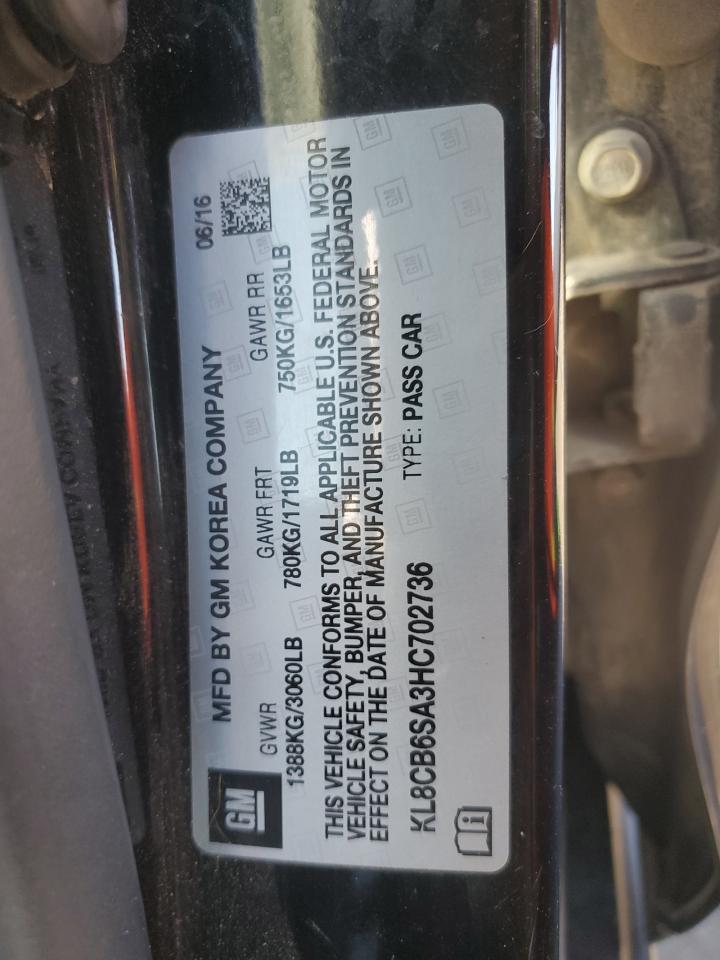 GM
MFD BY GM KOREA COMPANY 06/16
GVWR GAWR FRT GAWR RR
1388KG/3060LB 780KG/1719LB 750KG/1653LB
THIS VEHICLE CONFORMS TO ALL APPLICABLE U.S. FEDERAL MOTOR
VEHICLE SAFETY, BUMPER, AND THEFT PREVENTION STANDARDS IN
EFFECT ON THE DATE OF MANUFACTURE SHOWN ABOVE.
KL8CB6SA3HC702736 TYPE: PASS CAR